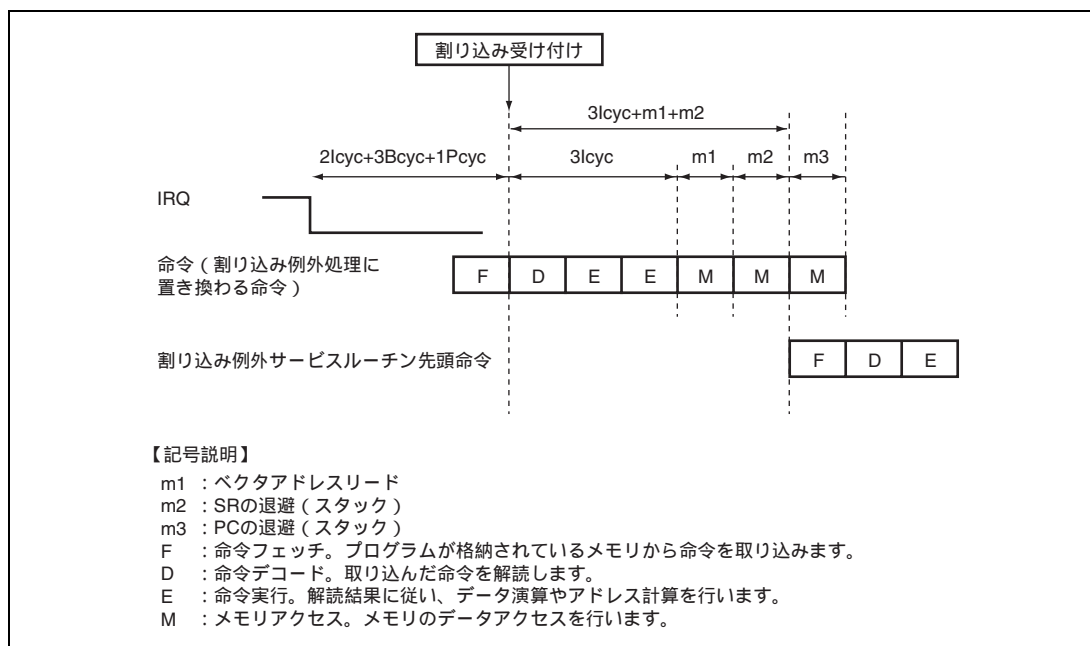 割り込み受け付け
3Icyc+m1+m2
2Icyc+3Bcyc+1Pcyc 3Icyc m1 m2 m3
IRQ
命令（割り込み例外処理に
置き換わる命令）
F D E E M M M
割り込み例外サービスルーチン先頭命令
F D E
【記号説明】
m1 ：ベクタアドレスリード
m2 ：SRの退避（スタック）
m3 ：PCの退避（スタック）
F ：命令フェッチ。プログラムが格納されているメモリから命令を取り込みます。
D ：命令デコード。取り込んだ命令を解読します。
E ：命令実行。解読結果に従い、データ演算やアドレス計算を行います。
M ：メモリアクセス。メモリのデータアクセスを行います。